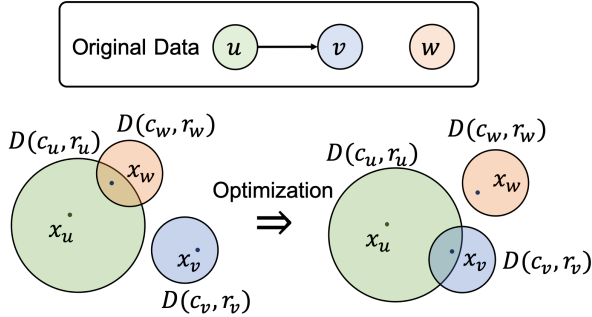 Original Data u v w
D(c_u, r_u) D(c_w, r_w)
x_w
x_u
x_v
D(c_v, r_v)
Optimization
⇒
D(c_u, r_u) D(c_w, r_w)
x_w
x_u
x_v D(c_v, r_v)